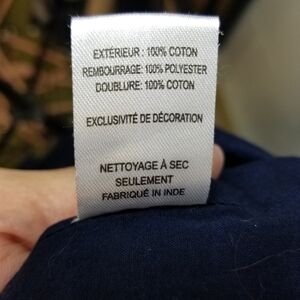 EXTÉRIEUR : 100% COTON
REMBOURRAGE: 100% POLYESTER
DOUBLURE: 100% COTON
EXCLUSIVITÉ DE DÉCORATION
NETTOYAGE À SEC
SEULEMENT
FABRIQUÉ IN INDE